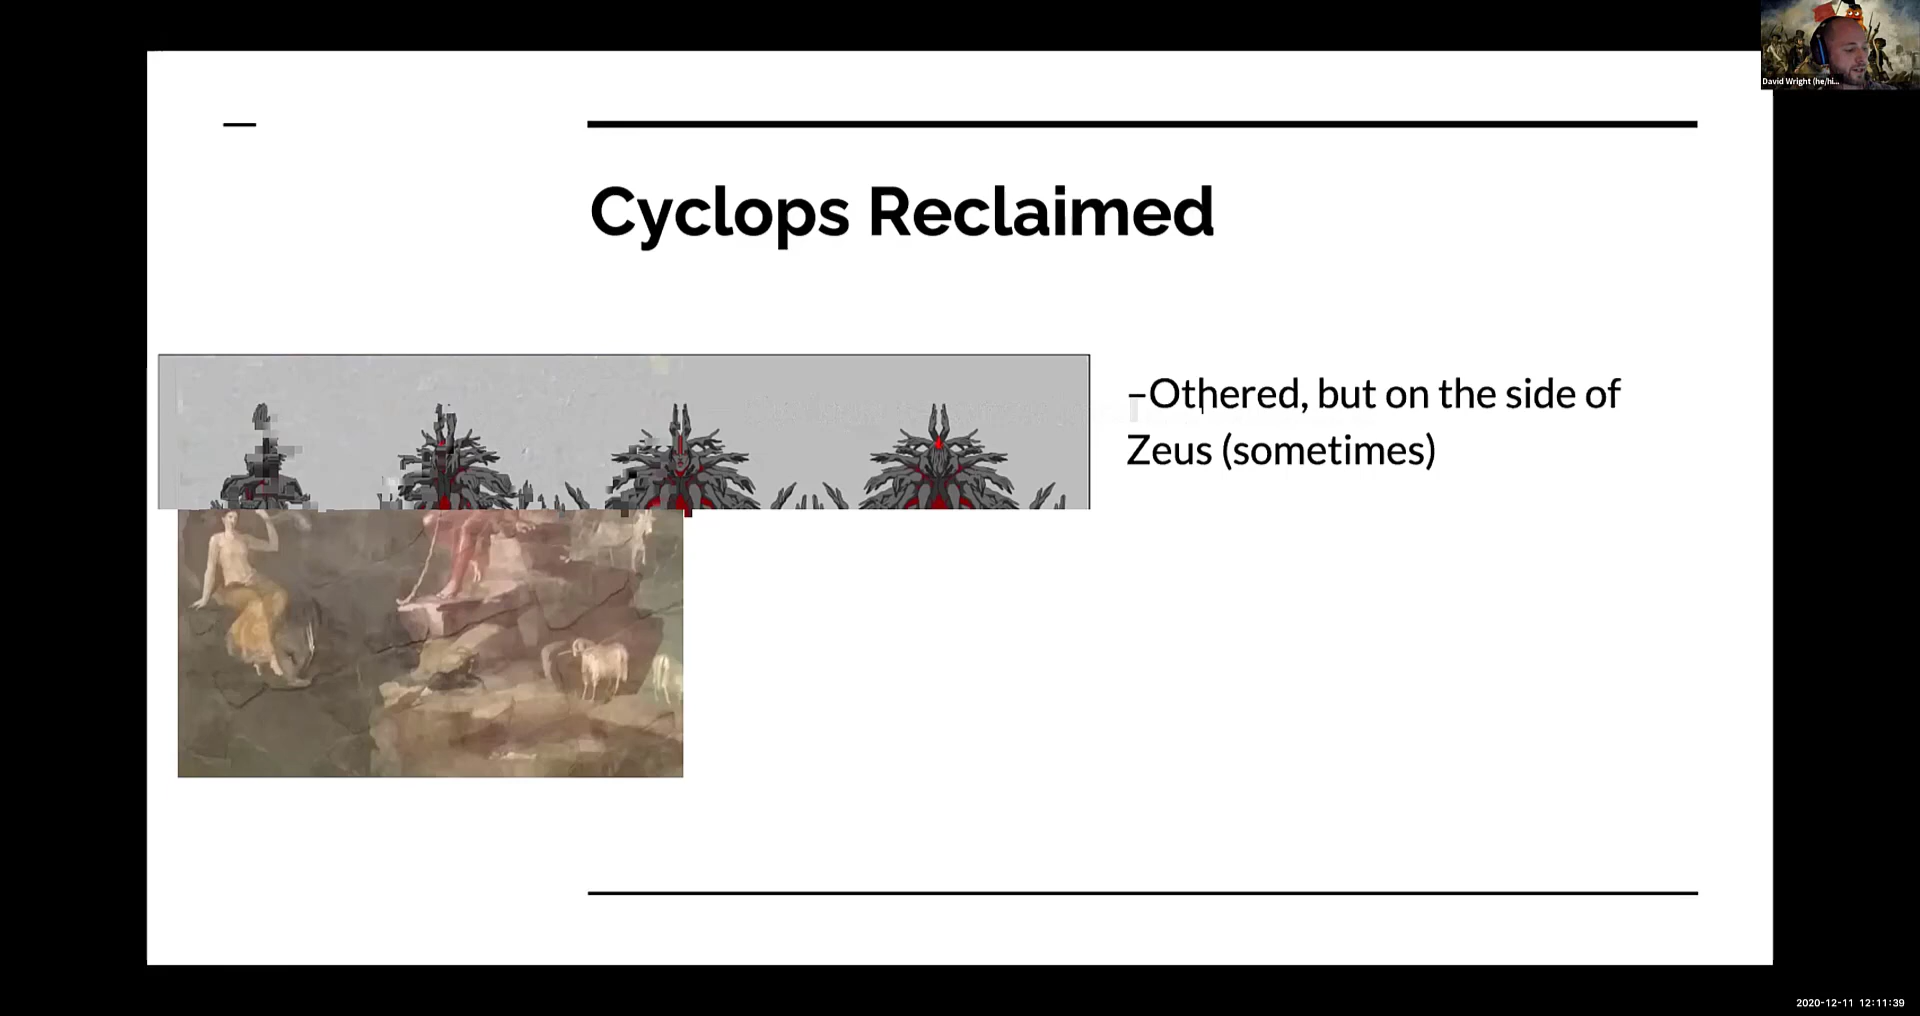 David Wright (he/hi...
Cyclops Reclaimed
–Othered, but on the side of
Zeus (sometimes)
2020-12-11 12:11:39